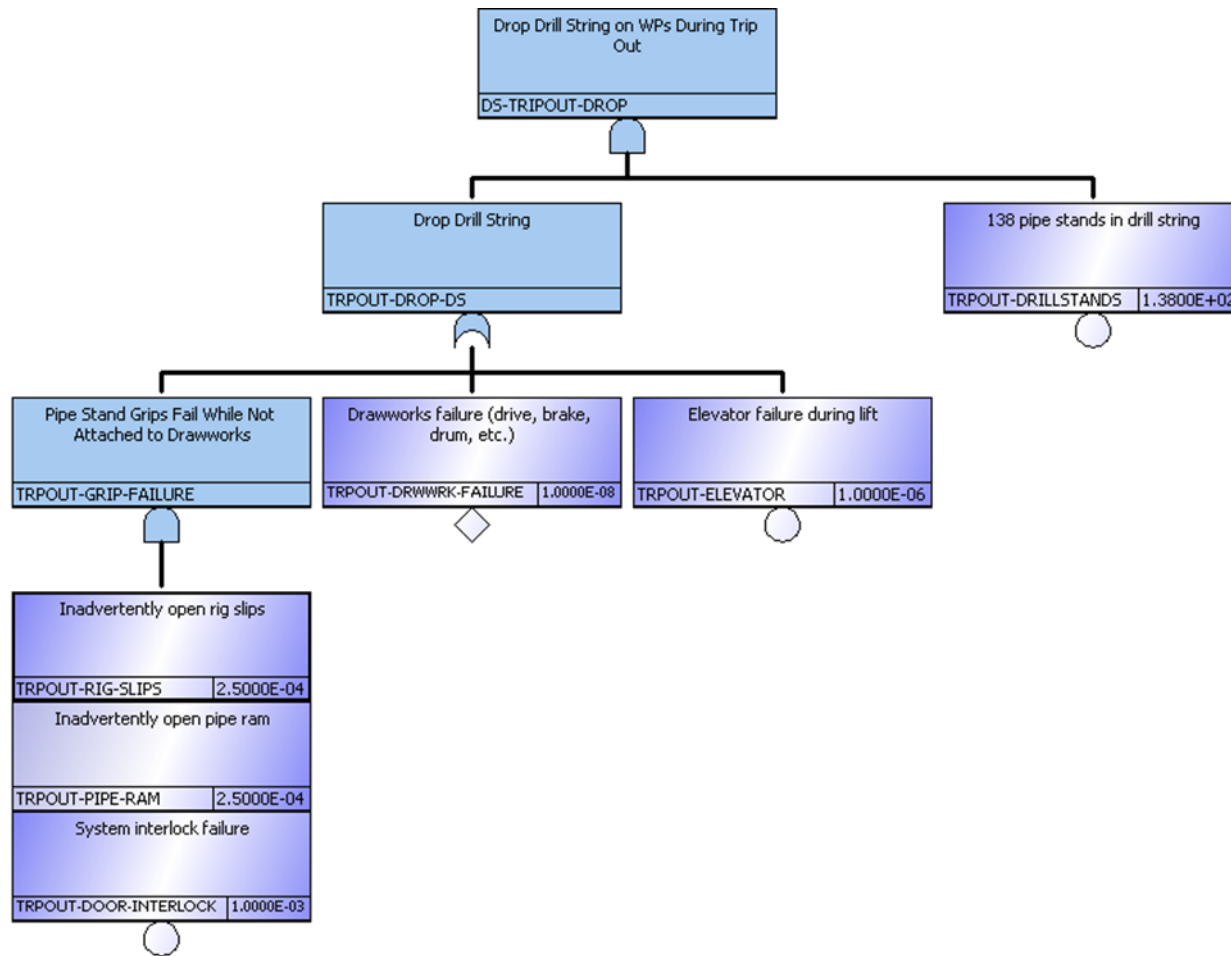 Drop Drill String on WPs During Trip
Out
DS-TRIPOUT-DROP
Drop Drill String
TRPOUT-DROP-DS
138 pipe stands in drill string
TRPOUT-DRILLSTANDS 1.3800E+02
Pipe Stand Grips Fail While Not
Attached to Drawworks
TRPOUT-GRIP-FAILURE
Drawworks failure (drive, brake,
drum, etc.)
TRPOUT-DRWWRK-FAILURE 1.0000E-08
Elevator failure during lift
TRPOUT-ELEVATOR 1.0000E-06
Inadvertently open rig slips
TRPOUT-RIG-SLIPS 2.5000E-04
Inadvertently open pipe ram
TRPOUT-PIPE-RAM 2.5000E-04
System interlock failure
TRPOUT-DOOR-INTERLOCK 1.0000E-03